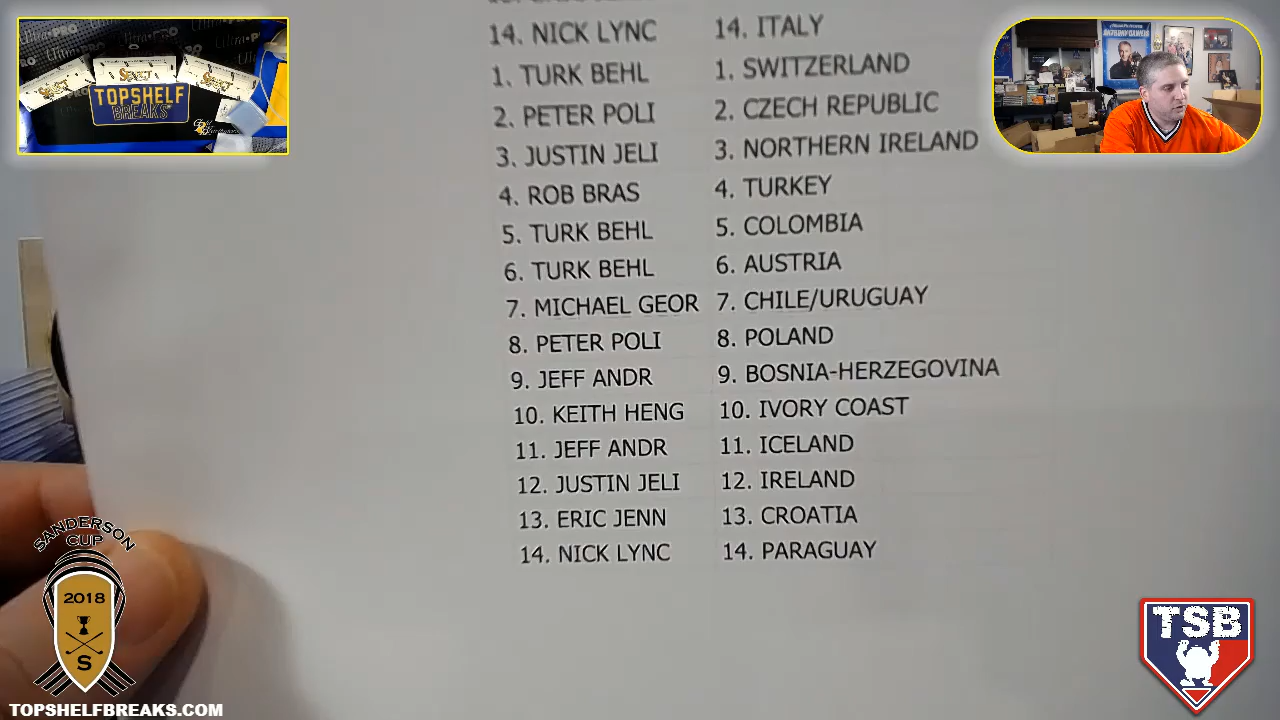 14. NICK LYNC 14. ITALY
1. TURK BEHL 1. SWITZERLAND
2. PETER POLI 2. CZECH REPUBLIC
3. JUSTIN JELI 3. NORTHERN IRELAND
4. ROB BRAS 4. TURKEY
5. TURK BEHL 5. COLOMBIA
6. TURK BEHL 6. AUSTRIA
7. MICHAEL GEOR 7. CHILE/URUGUAY
8. PETER POLI 8. POLAND
9. JEFF ANDR 9. BOSNIA-HERZEGOVINA
10. KEITH HENG 10. IVORY COAST
11. JEFF ANDR 11. ICELAND
12. JUSTIN JELI 12. IRELAND
13. ERIC JENN 13. CROATIA
14. NICK LYNC 14. PARAGUAY
TOPSHELF
BREAKS
SANDERSON
CUP
2018
S
TOPSHELFBREAKS.COM
TSB